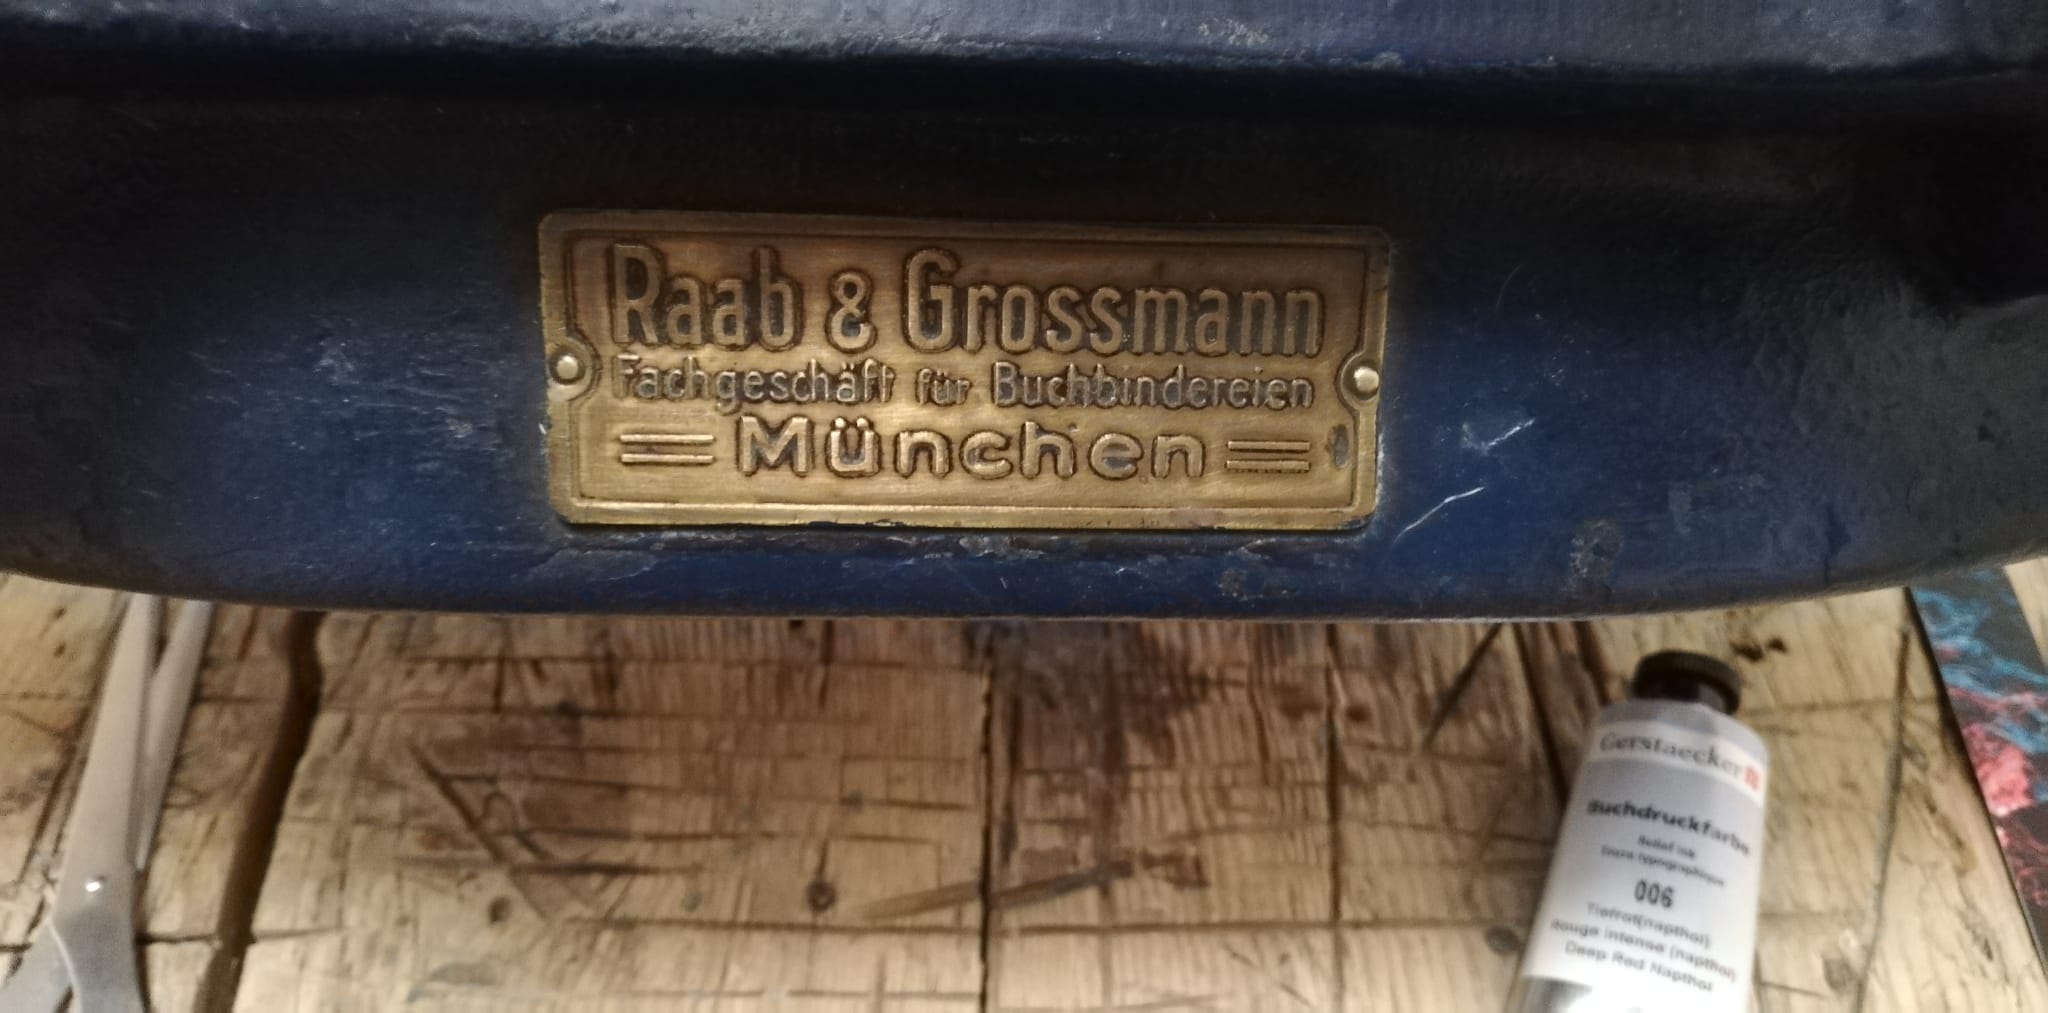 Raab & Grossmann
Fachgeschäft für Buchbindereien
München
Gerstaecker
Buchdruckfarbe
Relief ink
Encre typographique
006
Tiefrot(napthol)
Rouge intense (napthol)
Deep Red Napthol